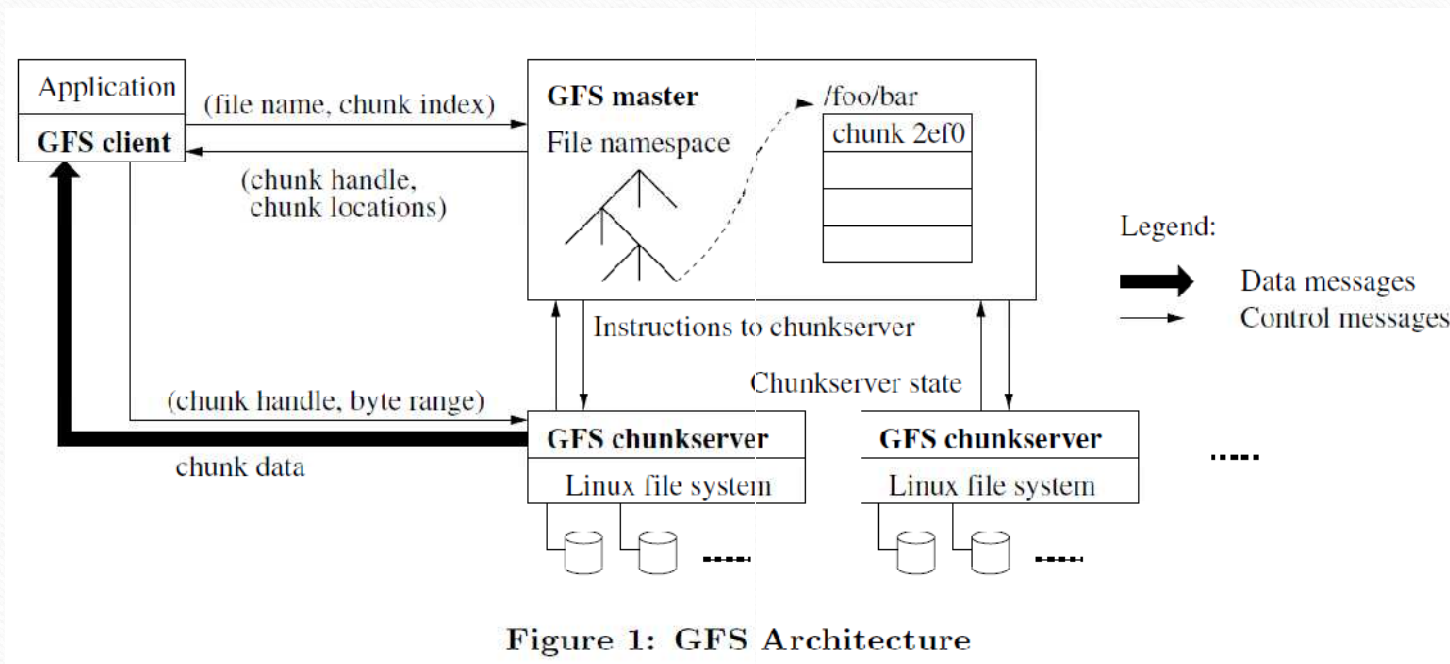 Application
GFS client
(file name, chunk index)
(chunk handle,
chunk locations)
GFS master
File namespace
/foo/bar
chunk 2ef0
Legend:
Data messages
Control messages
Instructions to chunkserver
Chunkserver state
(chunk handle, byte range)
chunk data
GFS chunkserver
Linux file system
GFS chunkserver
Linux file system
Figure 1: GFS Architecture